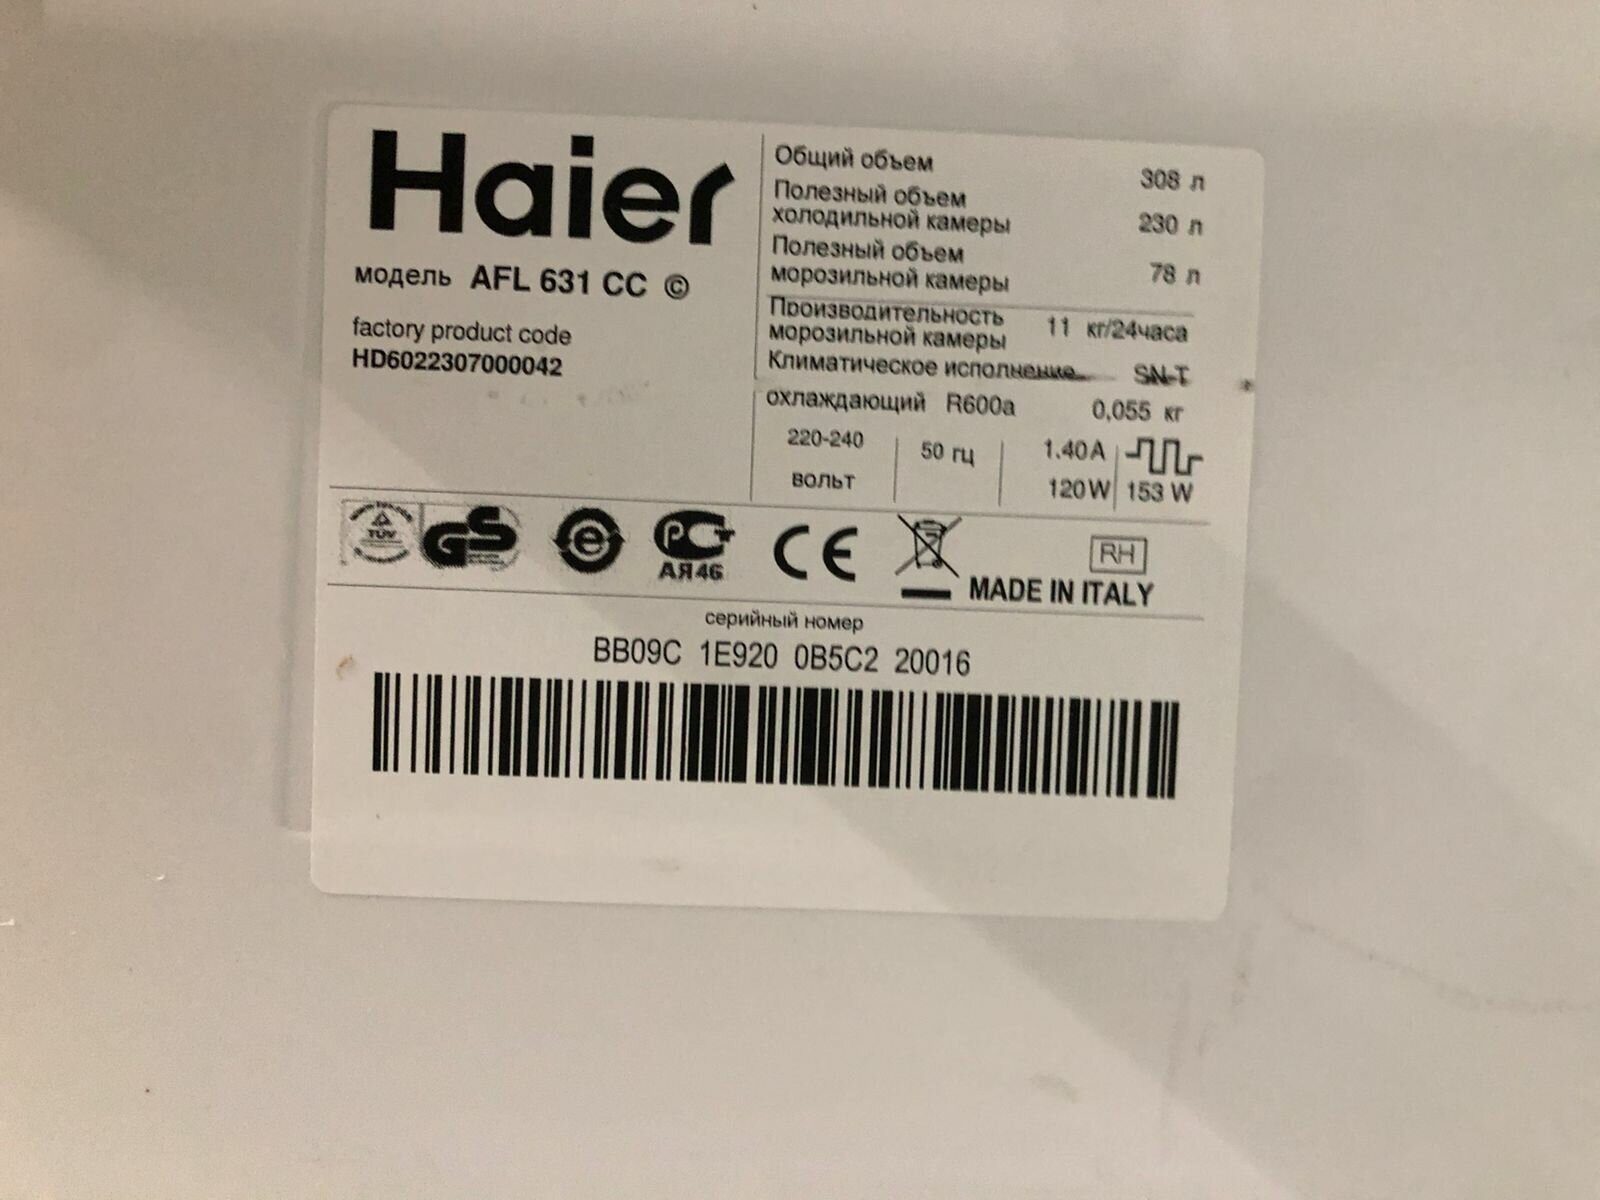 Haier
модель AFL 631 CC ©
factory product code
HD6022307000042
Общий объем 308 л
Полезный объем
холодильной камеры 230 л
Полезный объем
морозильной камеры 78 л
Производительность
морозильной камеры 11 кг/24часа
Климатическое исполнение SN-T
охлаждающий R600a 0,055 кг
220-240
вольт
50 гц
1.40A
120W
153 W
TUV
GS
e
РСТ
АЯ46
CE
RH
MADE IN ITALY
серийный номер
BB09C 1E920 0B5C2 20016